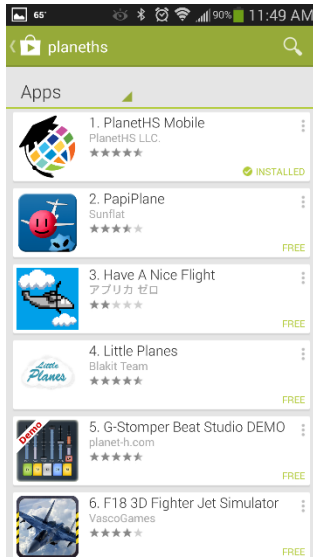 65°
90%
11:49 AM
planeths
Apps
1. PlanetHS Mobile
PlanetHS LLC.
INSTALLED
2. PapiPlane
Sunflat
FREE
3. Have A Nice Flight
アプリカ ゼロ
FREE
Little
Planes
4. Little Planes
Blakit Team
FREE
Demo
5. G-Stomper Beat Studio DEMO
planet-h.com
FREE
6. F18 3D Fighter Jet Simulator
VascoGames
FREE